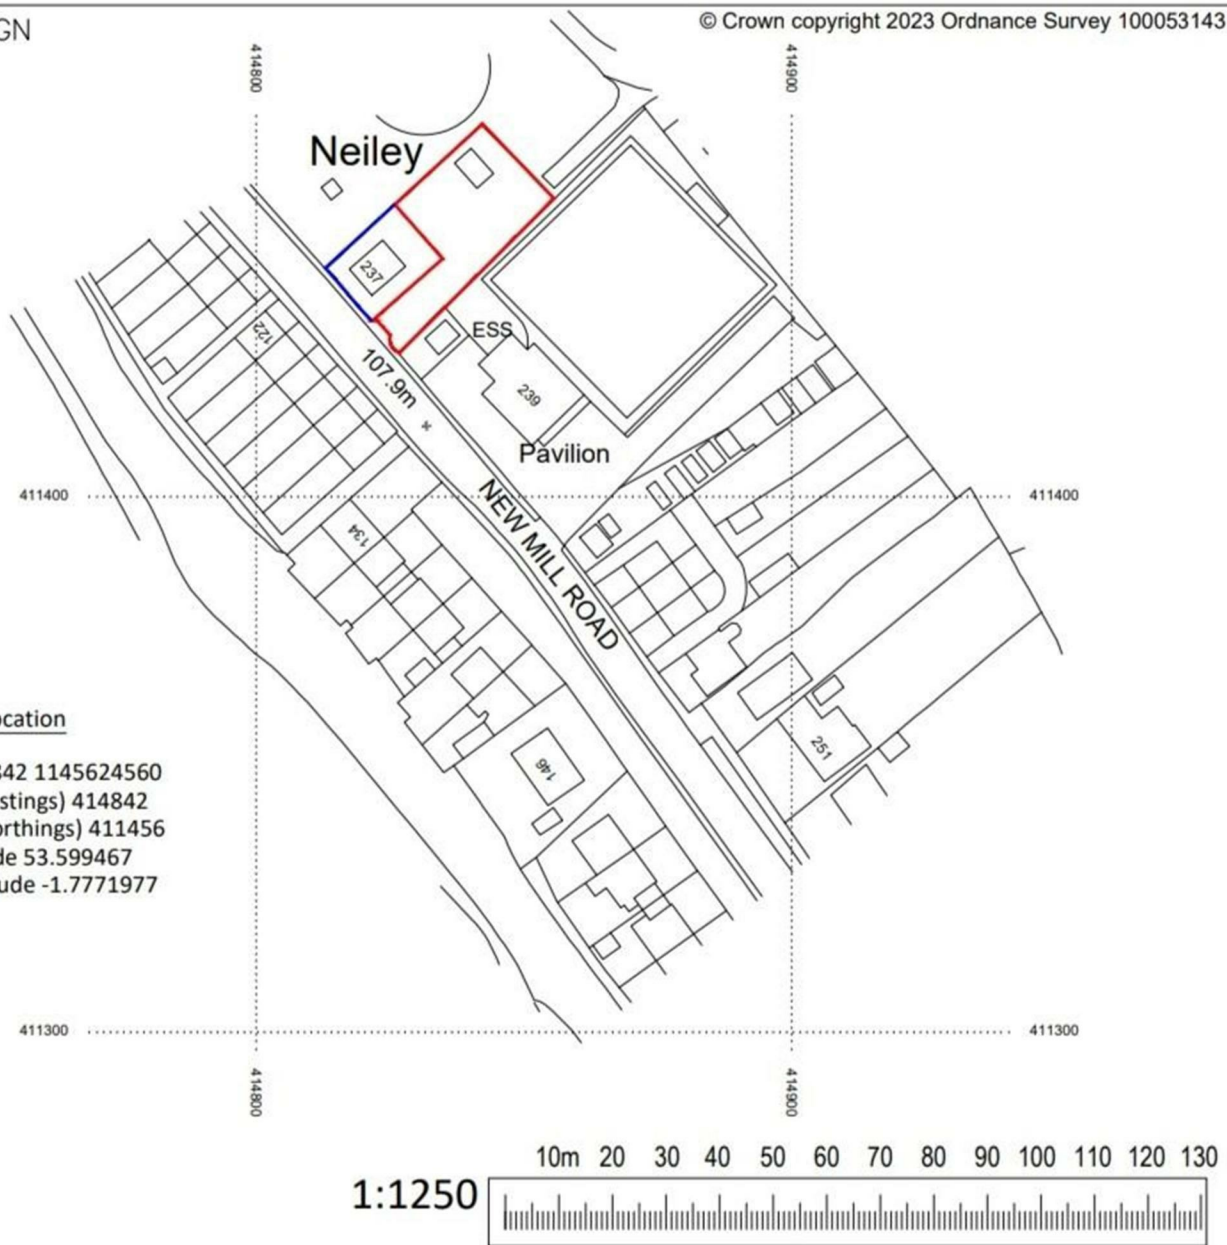 GN
© Crown copyright 2023 Ordnance Survey 100053143
414800
414900
Neiley
237
122
ESS
107.9m
239
Pavilion
411400
411400
NEW MILL ROAD
134
ocation
42 1145624560
stings) 414842
orthings) 411456
de 53.599467
ude -1.7771977
251
146
411300
411300
414800
414900
10m 20 30 40 50 60 70 80 90 100 110 120 130
1:1250